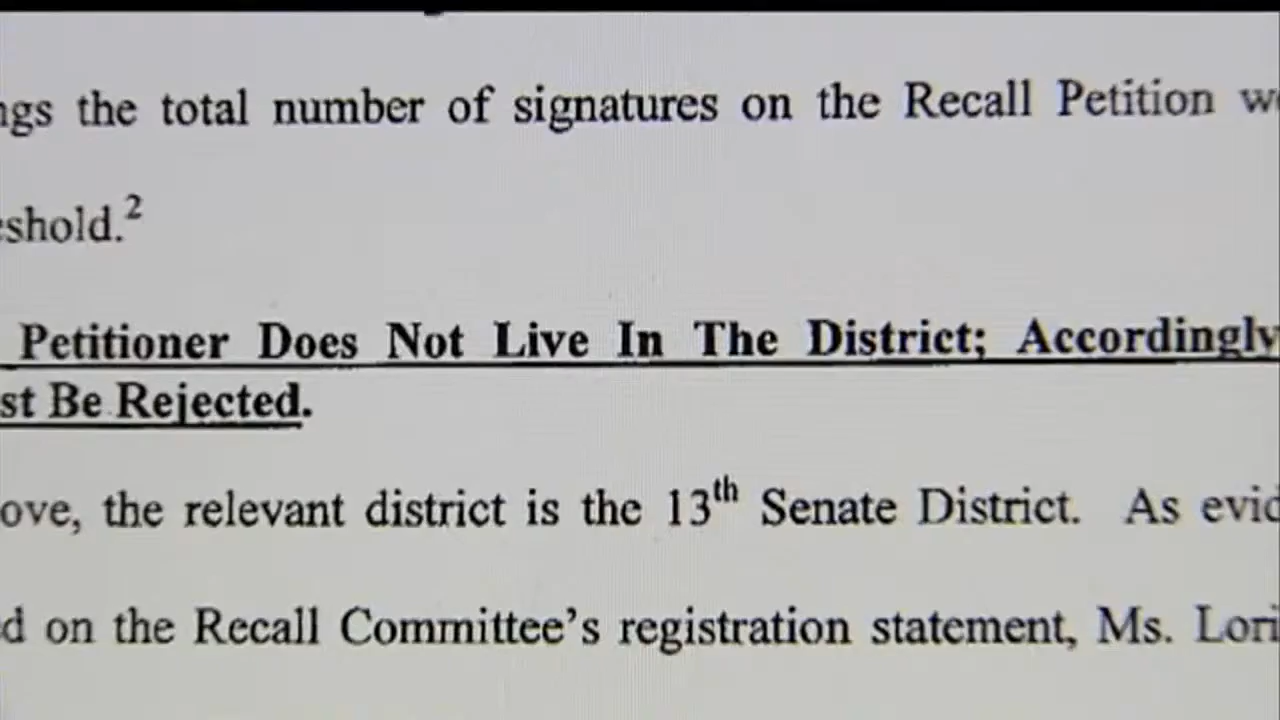 ngs the total number of signatures on the Recall Petition we
eshold.²
Petitioner Does Not Live In The District; Accordingly
st Be Rejected.
ove, the relevant district is the 13th Senate District. As evid
d on the Recall Committee's registration statement, Ms. Lori